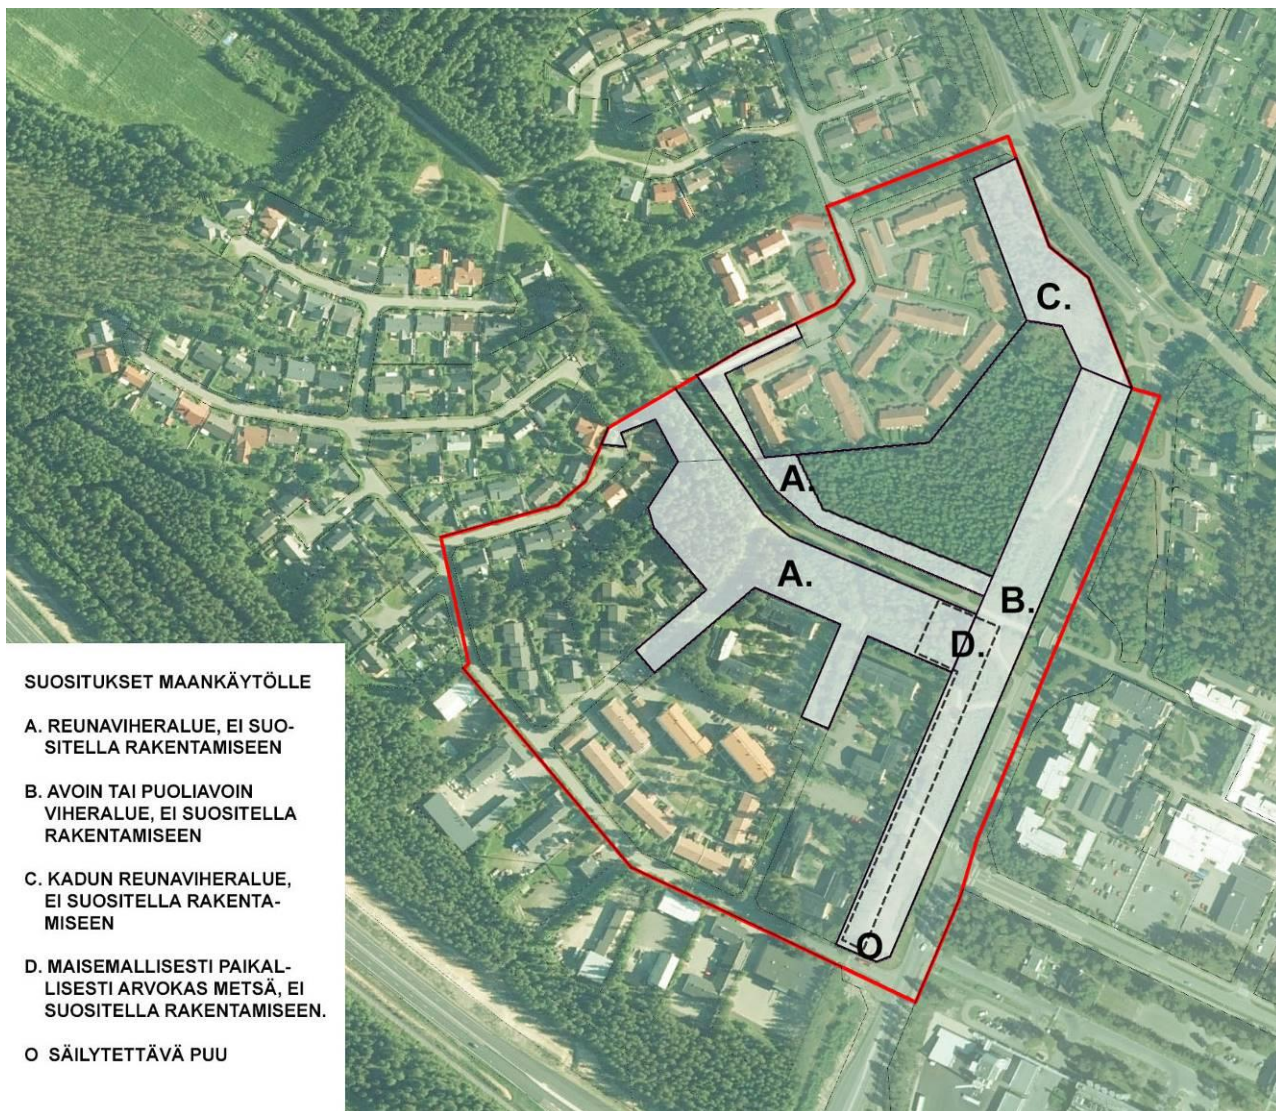 C.
A.
A.
B.
D.
O
SUOSITUKSET MAANKÄYTÖLLE
A. REUNAVIHERALUE, EI SUO-
SITELLA RAKENTAMISEEN
B. AVOIN TAI PUOLIAVOIN
VIHERALUE, EI SUOSITELLA
RAKENTAMISEEN
C. KADUN REUNAVIHERALUE,
EI SUOSITELLA RAKENTA-
MISEEN
D. MAISEMALLISESTI PAIKAL-
LISESTI ARVOKAS METSÄ, EI
SUOSITELLA RAKENTAMISEEN.
O SÄILYTETTÄVÄ PUU